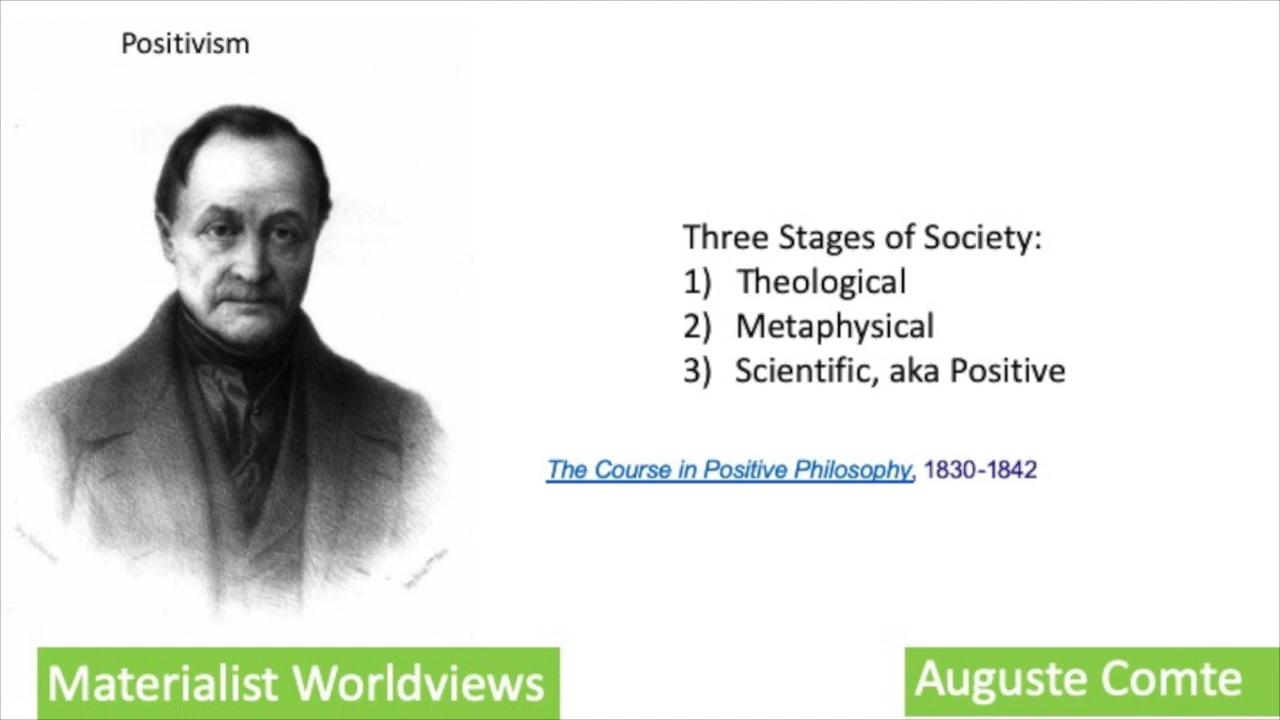 Positivism
Three Stages of Society:
1) Theological
2) Metaphysical
3) Scientific, aka Positive
The Course in Positive Philosophy, 1830-1842
Materialist Worldviews
Auguste Comte